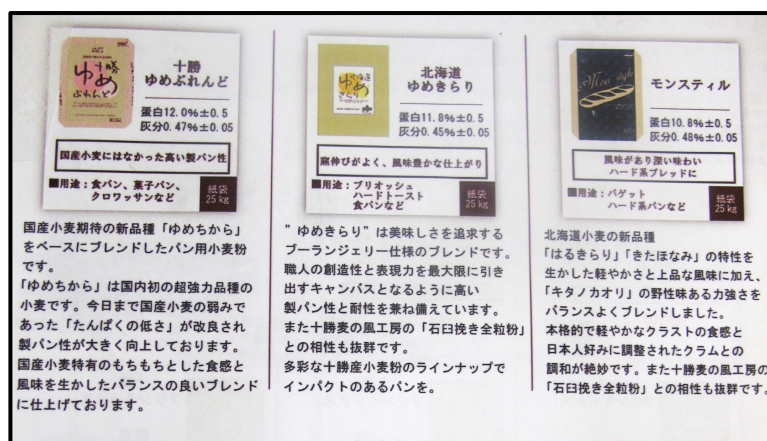 十勝
ゆめ
ぶれんど
十勝
ゆめぶれんど
蛋白12.0%±0.5
灰分0.47%±0.05
国産小麦にはなかった高い製パン性
■用途：食パン、菓子パン、
クロワッサンなど
紙袋
25kg
国産小麦期待の新品種「ゆめちから」
をベースにブレンドしたパン用小麦粉
です。
「ゆめちから」は国内初の超強力品種の
小麦です。今日まで国産小麦の弱みで
あった「たんぱくの低さ」が改良され
製パン性が大きく向上しております。
国産小麦特有のもちもちとした食感と
風味を生かしたバランスの良いブレンド
に仕上げております。
北海道
ゆめ
きらり
北海道
ゆめきらり
蛋白11.8%±0.5
灰分0.45%±0.05
窯伸びがよく、風味豊かな仕上がり
■用途：ブリオッシュ
ハードトースト
食パンなど
紙袋
25kg
”ゆめきらり”は美味しさを追求する
ブーランジェリー仕様のブレンドです。
職人の創造性と表現力を最大限に引き
出すキャンバスとなるように高い
製パン性と耐性を兼ね備えています。
また十勝麦の風工房の「石臼挽き全粒粉」
との相性も抜群です。
多彩な十勝産小麦粉のラインナップで
インパクトのあるパンを。
Mon style
モンスティル
蛋白10.8%±0.5
灰分0.48%±0.05
風味があり深い味わい
ハード系ブレッドに
■用途：バゲット
ハード系パンなど
紙袋
25kg
北海道小麦の新品種
「はるきらり」「きたほなみ」の特性を
生かした軽やかさと上品な風味に加え、
「キタノカオリ」の野性味ある力強さを
バランスよくブレンドしました。
本格的で軽やかなクラストの食感と
日本人好みに調整されたクラムとの
調和が絶妙です。また十勝麦の風工房の
「石臼挽き全粒粉」との相性も抜群です。